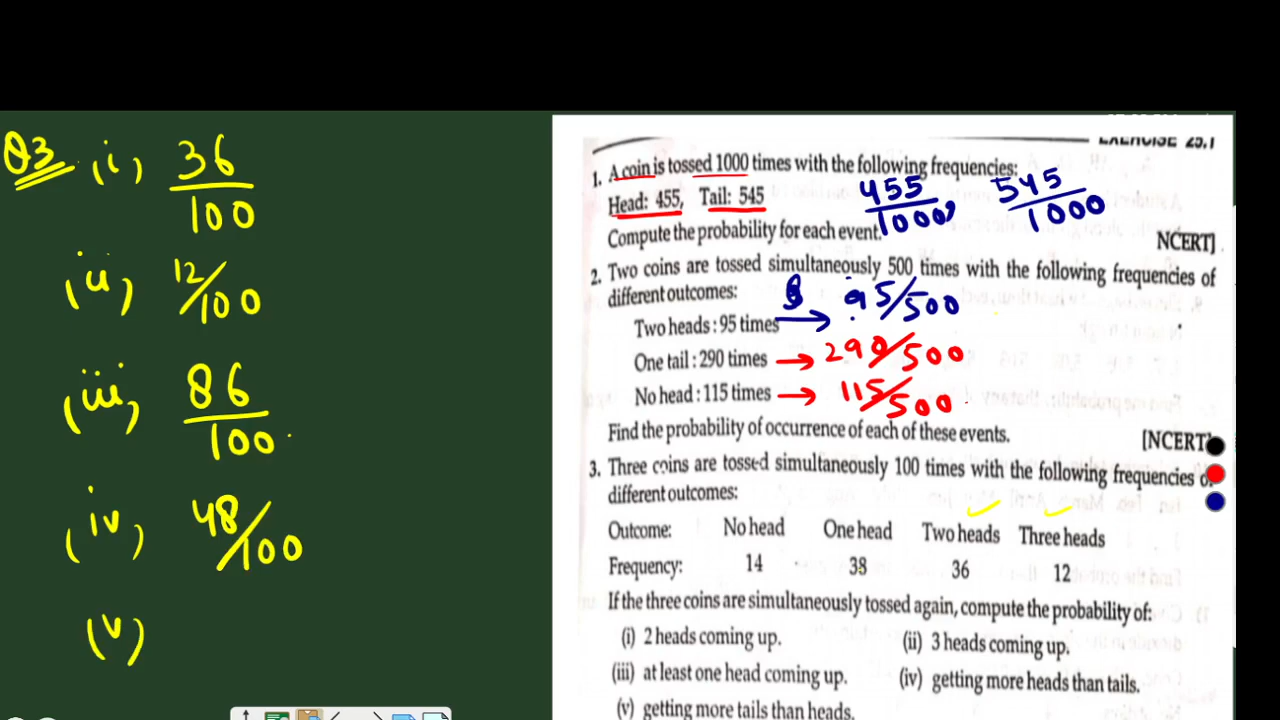 Q3 (i) 36/100
(ii) 12/100
(iii) 86/100
(iv) 48/100
(v)
EXERCISE 25.1
1. A coin is tossed 1000 times with the following frequencies:
Head: 455, Tail: 545
455/1000, 545/1000
Compute the probability for each event.
NCERT]
2. Two coins are tossed simultaneously 500 times with the following frequencies of
different outcomes:
Two heads : 95 times → 95/500
One tail : 290 times → 290/500
No head : 115 times → 115/500
Find the probability of occurrence of each of these events.
[NCERT]
3. Three coins are tossed simultaneously 100 times with the following frequencies of
different outcomes:
Outcome: No head One head Two heads Three heads
Frequency: 14 38 36 12
If the three coins are simultaneously tossed again, compute the probability of:
(i) 2 heads coming up. (ii) 3 heads coming up.
(iii) at least one head coming up. (iv) getting more heads than tails.
(v) getting more tails than heads.